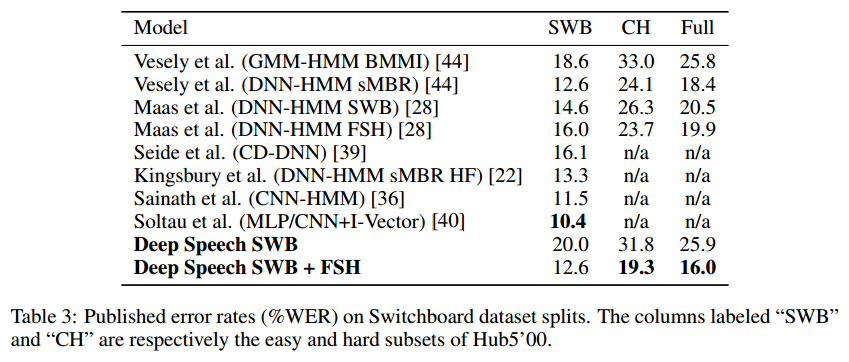 Model SWB CH Full
Vesely et al. (GMM-HMM BMMI) [44] 18.6 33.0 25.8
Vesely et al. (DNN-HMM sMBR) [44] 12.6 24.1 18.4
Maas et al. (DNN-HMM SWB) [28] 14.6 26.3 20.5
Maas et al. (DNN-HMM FSH) [28] 16.0 23.7 19.9
Seide et al. (CD-DNN) [39] 16.1 n/a n/a
Kingsbury et al. (DNN-HMM sMBR HF) [22] 13.3 n/a n/a
Sainath et al. (CNN-HMM) [36] 11.5 n/a n/a
Soltau et al. (MLP/CNN+I-Vector) [40] 10.4 n/a n/a
Deep Speech SWB 20.0 31.8 25.9
Deep Speech SWB + FSH 12.6 19.3 16.0
Table 3: Published error rates (%WER) on Switchboard dataset splits. The columns labeled “SWB”
and “CH” are respectively the easy and hard subsets of Hub5’00.